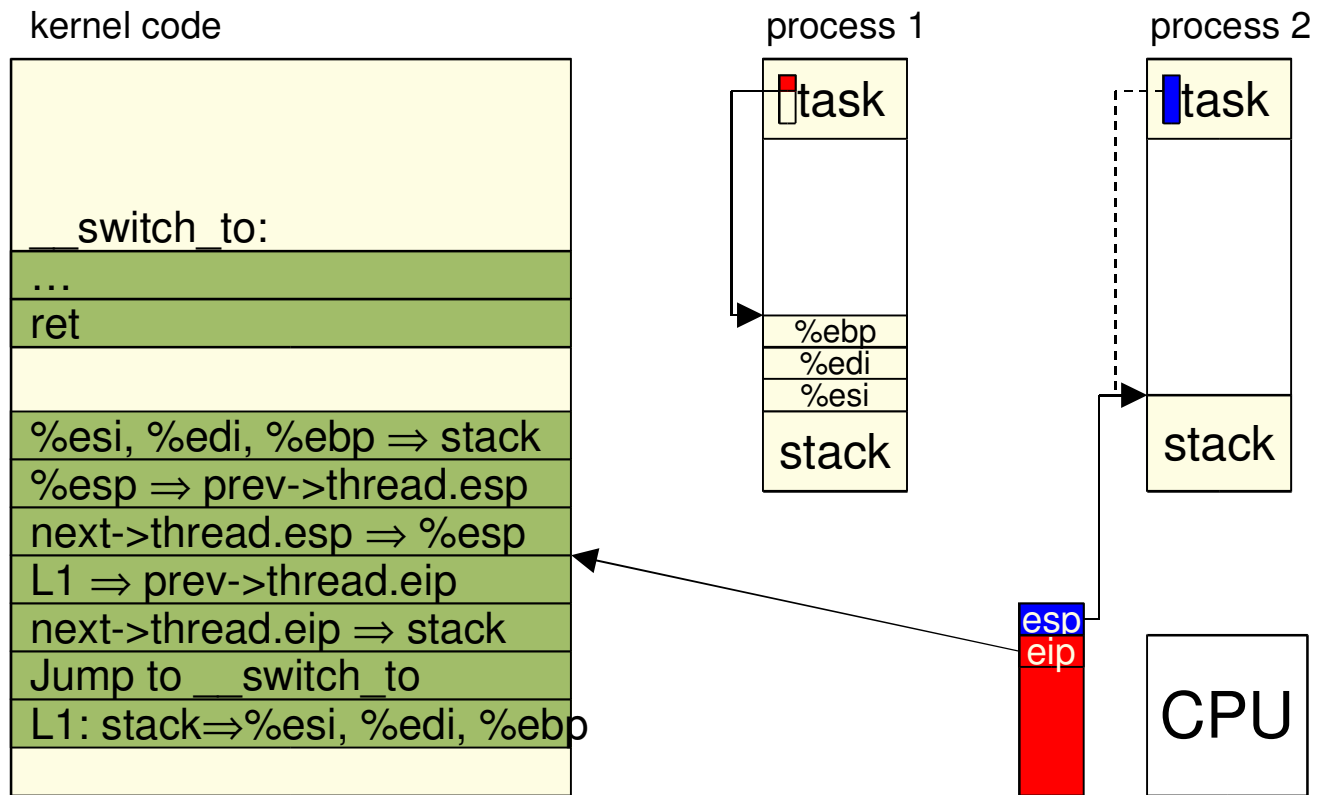 kernel code
process 1
process 2
task
task
__switch_to:
…
ret
%ebp
%edi
%esi
stack
stack
%esi, %edi, %ebp ⇒ stack
%esp ⇒ prev->thread.esp
next->thread.esp ⇒ %esp
L1 ⇒ prev->thread.eip
next->thread.eip ⇒ stack
Jump to __switch_to
L1: stack⇒%esi, %edi, %ebp
esp
eip
CPU